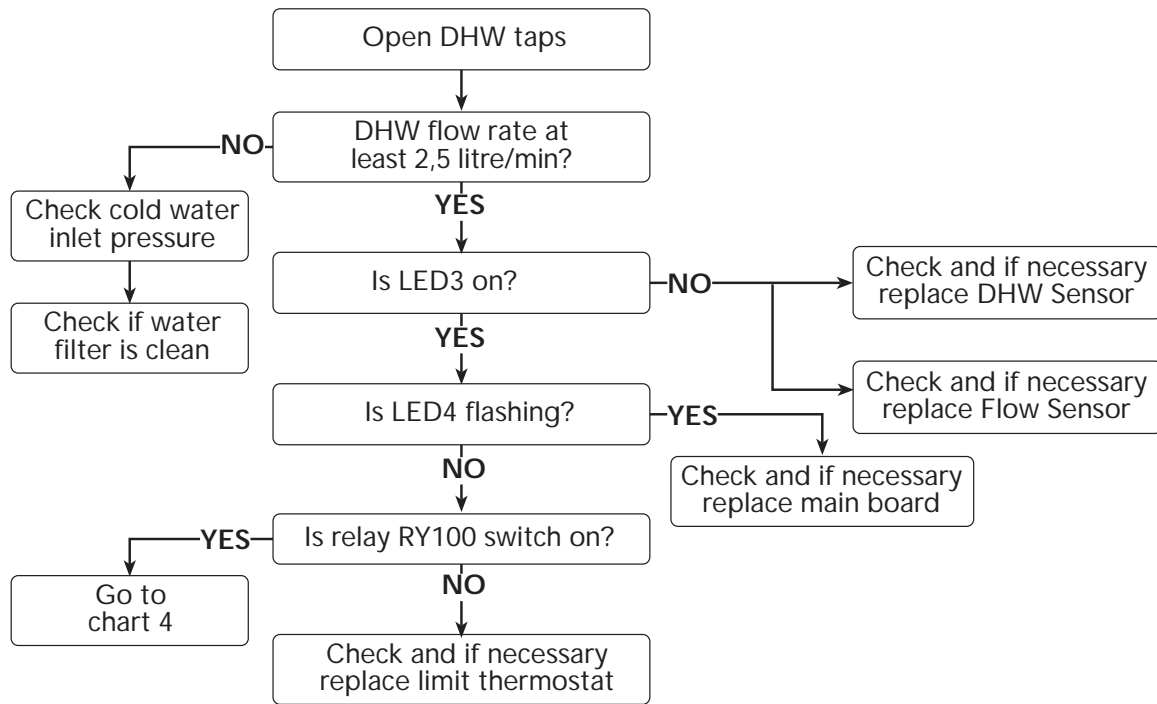 Open DHW taps
DHW flow rate at
least 2,5 litre/min?
NO
YES
Check cold water
inlet pressure
Check if water
filter is clean
Is LED3 on?
NO
Check and if necessary
replace DHW Sensor
Check and if necessary
replace Flow Sensor
YES
Is LED4 flashing?
YES
Check and if necessary
replace main board
NO
Is relay RY100 switch on?
YES
Go to
chart 4
NO
Check and if necessary
replace limit thermostat